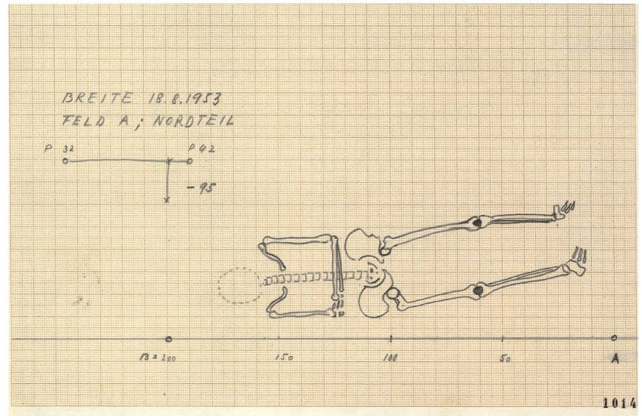 BREITE 18.8.1953
FELD A; NORDTEIL
P 32 P 42
-95
B=200 150 100 50 A
1014